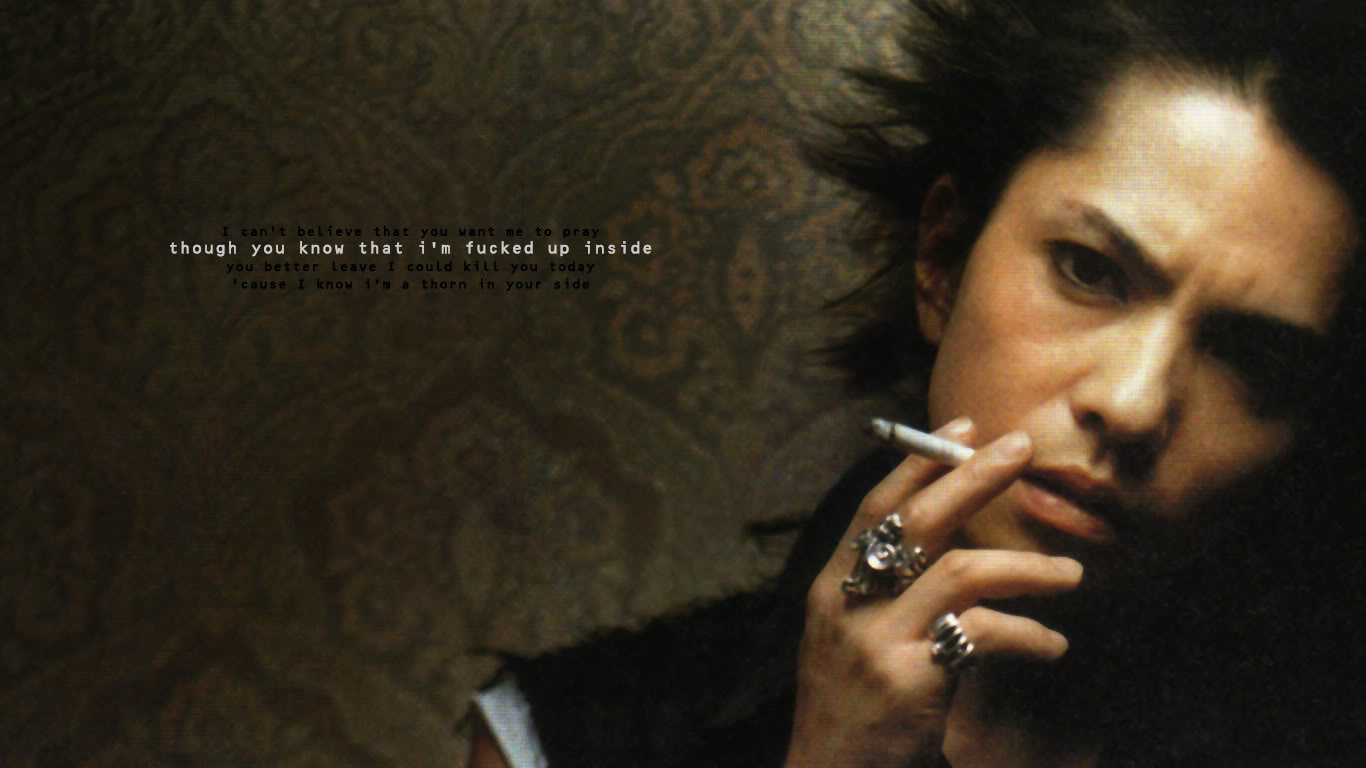 I can't believe that you want me to pray
though you know that i'm fucked up inside
you better leave I could kill you today
'cause I know i'm a thorn in your side